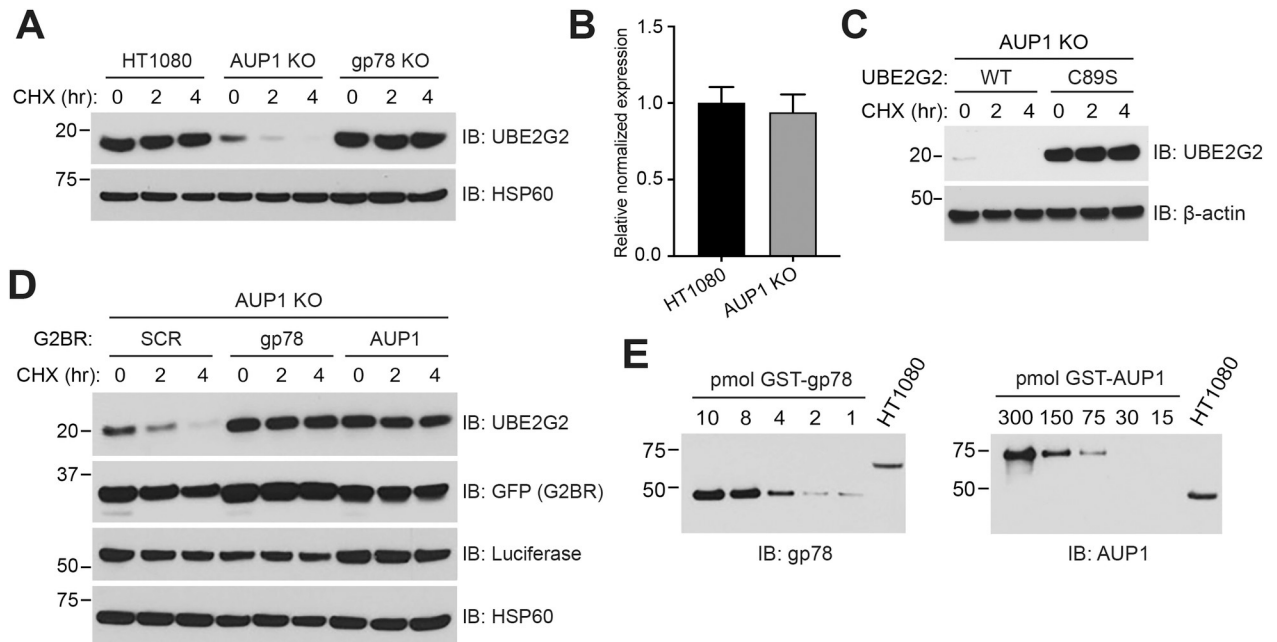 A
HT1080 AUP1 KO gp78 KO
CHX (hr): 0 2 4 0 2 4 0 2 4
20
IB: UBE2G2
75
IB: HSP60
B
Relative normalized expression
1.5
1.0
0.5
0.0
HT1080
AUP1 KO
C
AUP1 KO
UBE2G2: WT C89S
CHX (hr): 0 2 4 0 2 4
20
IB: UBE2G2
50
IB: β-actin
D
AUP1 KO
G2BR: SCR gp78 AUP1
CHX (hr): 0 2 4 0 2 4 0 2 4
20
IB: UBE2G2
37
IB: GFP (G2BR)
50
IB: Luciferase
75
IB: HSP60
E
pmol GST-gp78
10 8 4 2 1 HT1080
75
50
IB: gp78
pmol GST-AUP1
300 150 75 30 15 HT1080
75
50
IB: AUP1